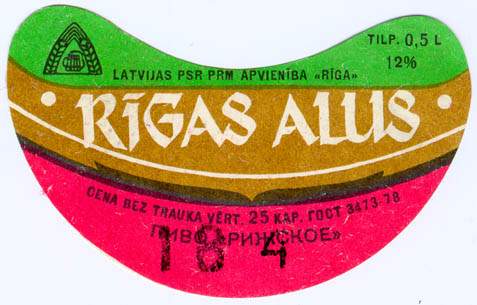 TILP. 0,5 L
12%
LATVIJAS PSR PRM APVIENĪBA «RĪGA»
RĪGAS ALUS
CENA BEZ TRAUKA VĒRT. 25 KAP. ГОСТ 3473-78
ПИВО «РИЖСКОЕ»
18 4